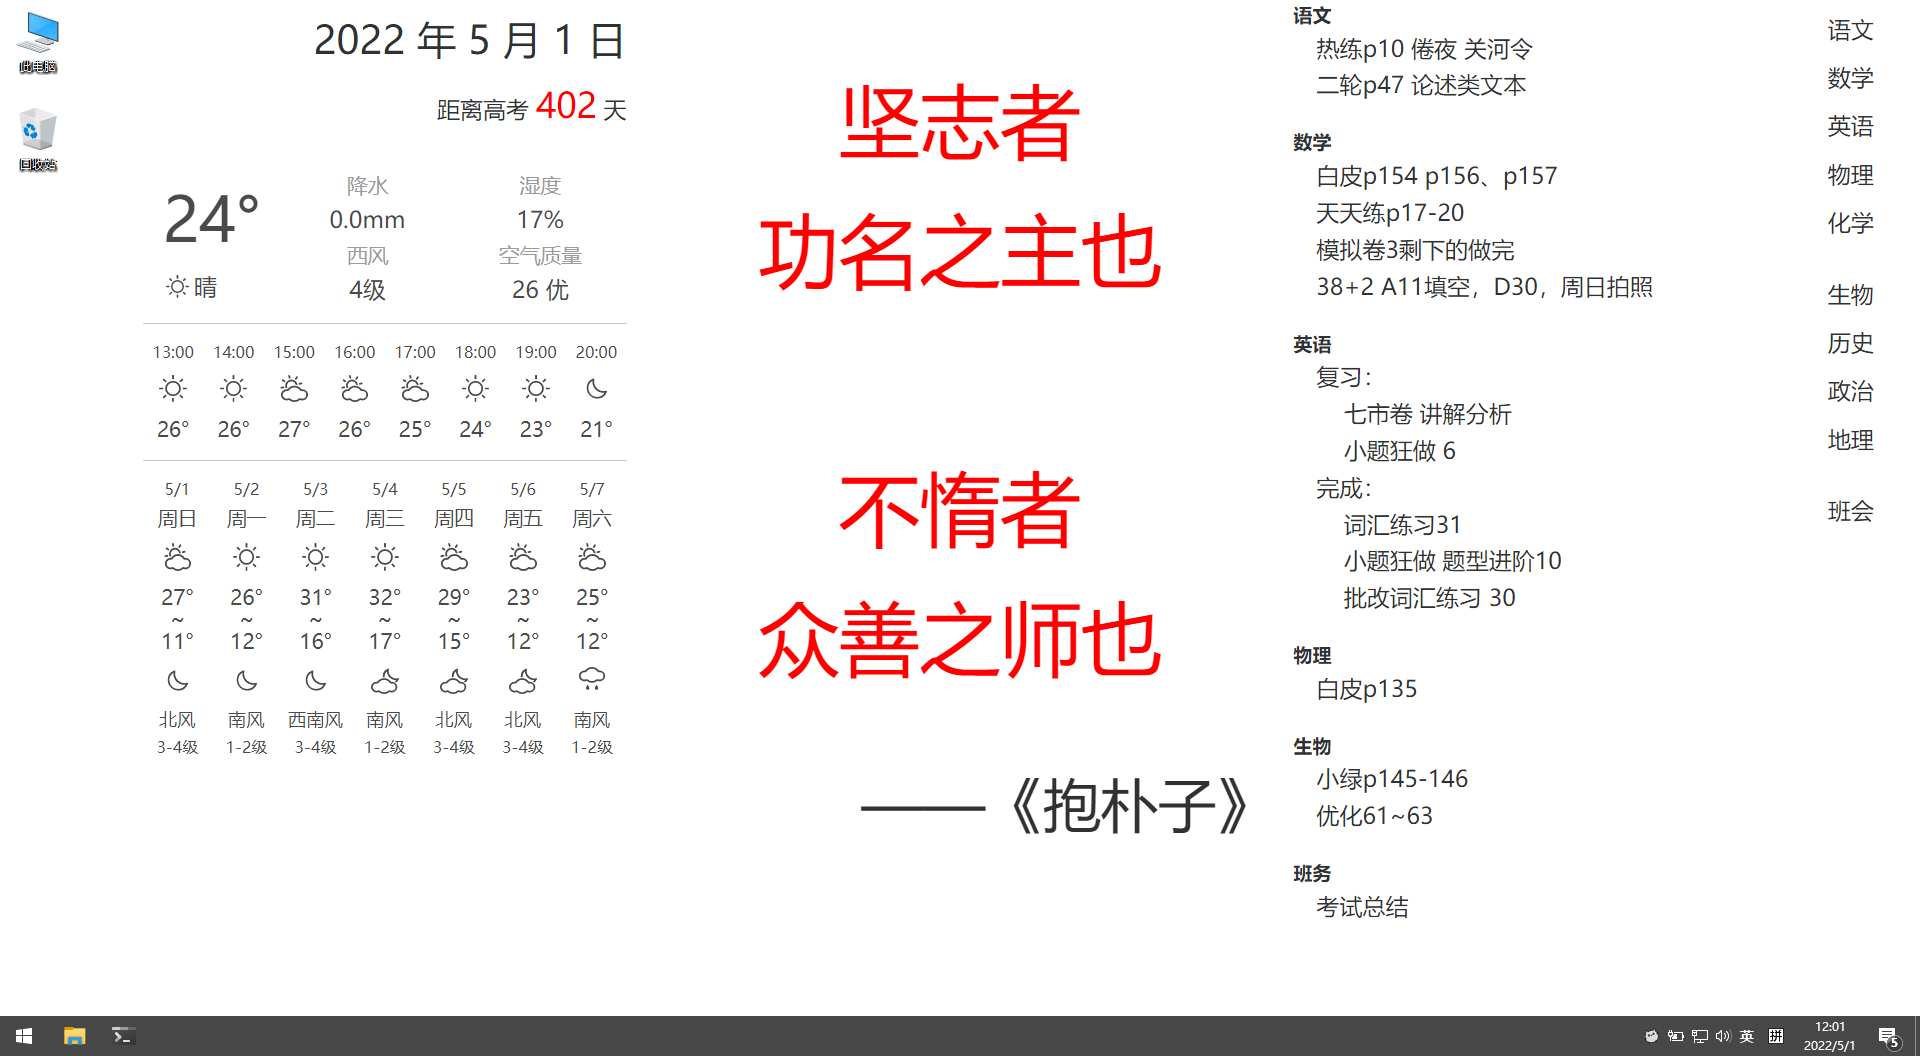 此电脑
回收站
2022 年 5 月 1 日
距离高考 402 天
24°
晴
降水
0.0mm
西风
4级
湿度
17%
空气质量
26 优
13:00 14:00 15:00 16:00 17:00 18:00 19:00 20:00
26° 26° 27° 26° 25° 24° 23° 21°
5/1 5/2 5/3 5/4 5/5 5/6 5/7
周日 周一 周二 周三 周四 周五 周六
27° 26° 31° 32° 29° 23° 25°
~ ~ ~ ~ ~ ~ ~
11° 12° 16° 17° 15° 12° 12°
北风 南风 西南风 南风 北风 北风 南风
3-4级 1-2级 3-4级 1-2级 3-4级 3-4级 1-2级
坚志者
功名之主也
不惰者
众善之师也
——《抱朴子》
语文
热练p10 倦夜 关河令
二轮p47 论述类文本
数学
白皮p154 p156、p157
天天练p17-20
模拟卷3剩下的做完
38+2 A11填空，D30，周日拍照
英语
复习：
七市卷 讲解分析
小题狂做 6
完成：
词汇练习31
小题狂做 题型进阶10
批改词汇练习 30
物理
白皮p135
生物
小绿p145-146
优化61~63
班务
考试总结
语文
数学
英语
物理
化学
生物
历史
政治
地理
班会
英
拼
12:01
2022/5/1
5